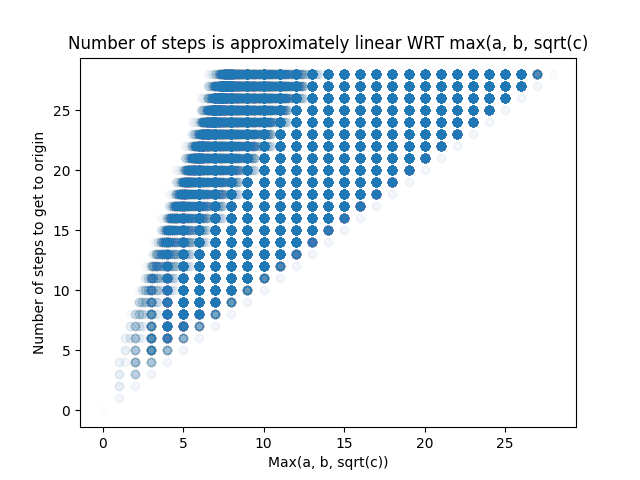 Number of steps is approximately linear WRT max(a, b, sqrt(c)
Number of steps to get to origin
25
20
15
10
5
0
0 5 10 15 20 25
Max(a, b, sqrt(c))